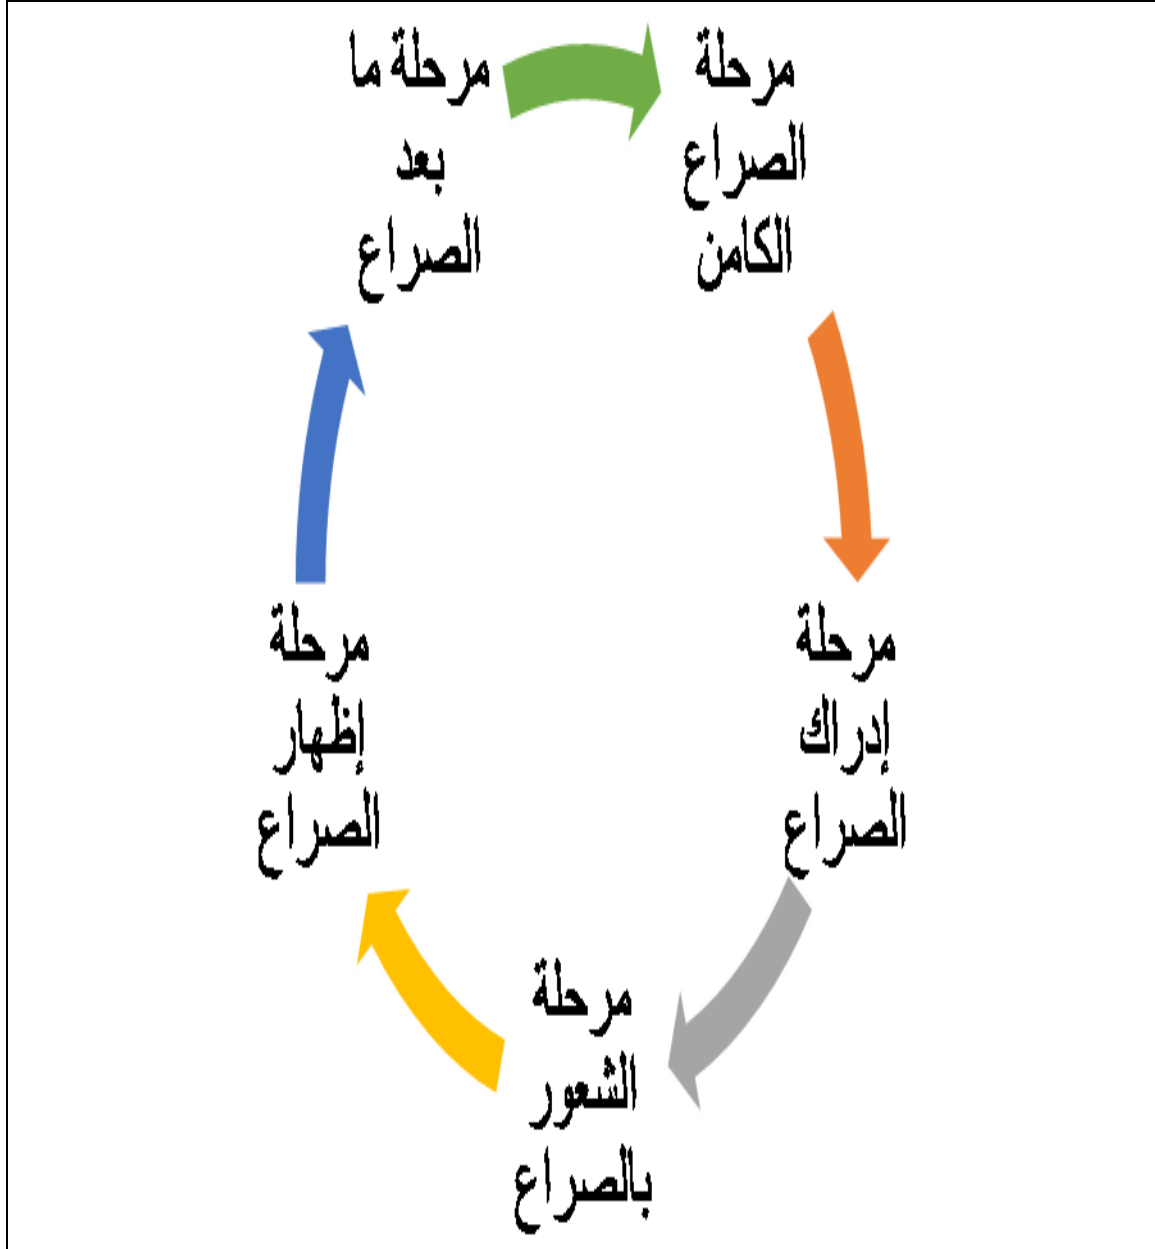 مرحلة
الصراع
الكامن
مرحلة
إدراك
الصراع
مرحلة
الشعور
بالصراع
مرحلة
إظهار
الصراع
مرحلة ما
بعد
الصراع